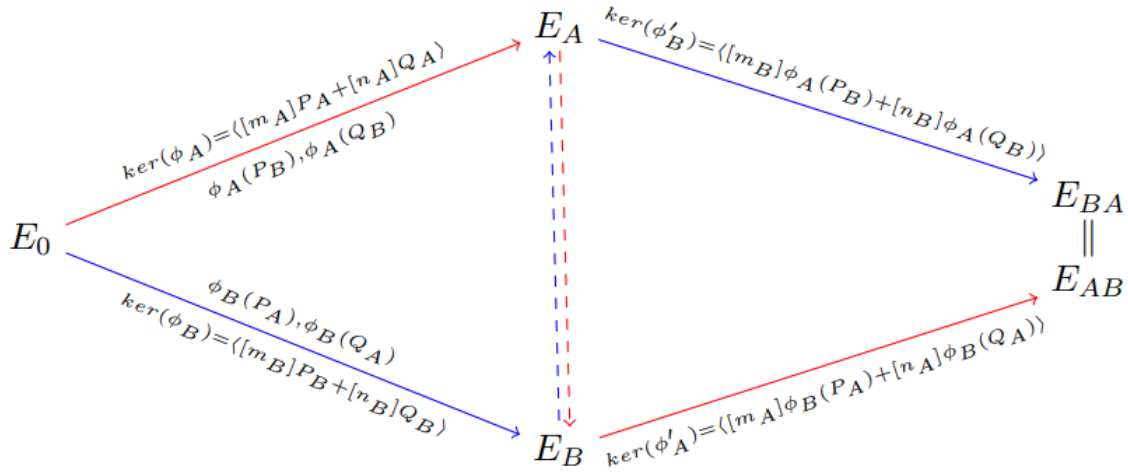 E_A
ker(φ'_B)=⟨[m_B]φ_A(P_B)+[n_B]φ_A(Q_B)⟩
ker(φ_A)=⟨[m_A]P_A+[n_A]Q_A⟩
φ_A(P_B),φ_A(Q_B)
E_BA
E_0
∥
E_AB
φ_B(P_A),φ_B(Q_A)
ker(φ_B)=⟨[m_B]P_B+[n_B]Q_B⟩
ker(φ'_A)=⟨[m_A]φ_B(P_A)+[n_A]φ_B(Q_A)⟩
E_B